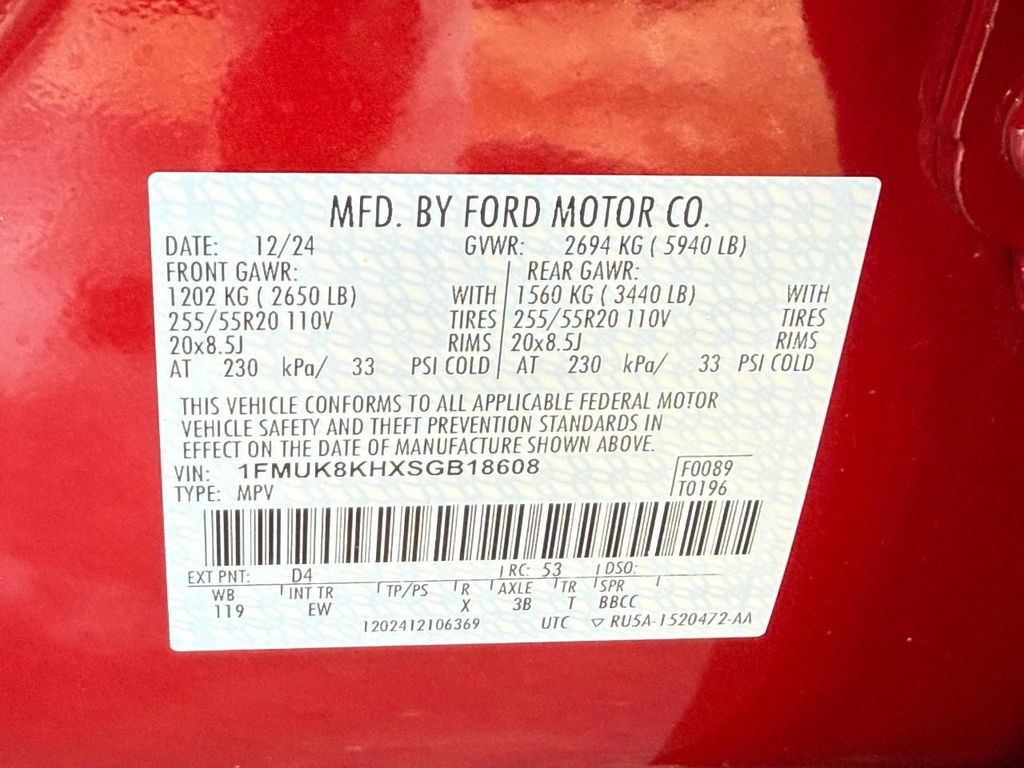 MFD. BY FORD MOTOR CO.
DATE: 12/24 GVWR: 2694 KG ( 5940 LB)
FRONT GAWR: REAR GAWR:
1202 KG ( 2650 LB) WITH 1560 KG ( 3440 LB) WITH
255/55R20 110V TIRES 255/55R20 110V TIRES
20x8.5J RIMS 20x8.5J RIMS
AT 230 kPa/ 33 PSI COLD AT 230 kPa/ 33 PSI COLD
THIS VEHICLE CONFORMS TO ALL APPLICABLE FEDERAL MOTOR
VEHICLE SAFETY AND THEFT PREVENTION STANDARDS IN
EFFECT ON THE DATE OF MANUFACTURE SHOWN ABOVE.
VIN: 1FMUK8KHXSGB18608 F0089
TYPE: MPV T0196
EXT PNT: D4 RC: 53 DSO:
WB INT TR TP/PS R AXLE TR SPR
119 EW X 3B T BBCC
1202412106369 UTC ▽ RU5A-1520472-AA